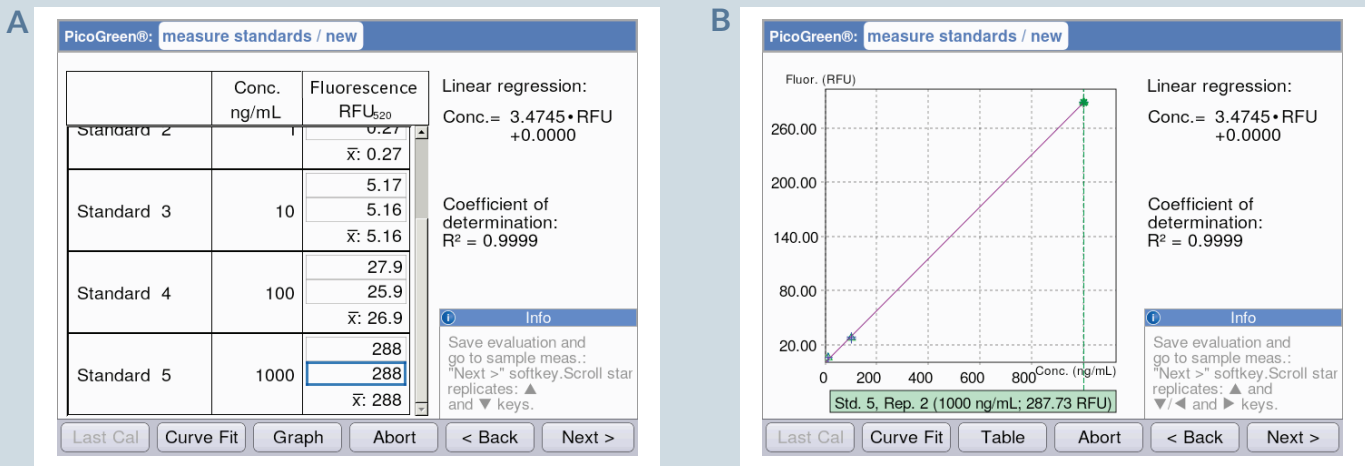 A
PicoGreen®: measure standards / new
Conc. ng/mL
Fluorescence RFU520
Standard 2 1 0.27
x̅: 0.27
5.17
Standard 3 10 5.16
x̅: 5.16
27.9
Standard 4 100 25.9
x̅: 26.9
288
Standard 5 1000 288
x̅: 288
Linear regression:
Conc.= 3.4745•RFU
+0.0000
Coefficient of
determination:
R² = 0.9999
i Info
Save evaluation and
go to sample meas.:
"Next >" softkey.Scroll star
replicates: ▲
and ▼ keys.
Last Cal Curve Fit Graph Abort < Back Next >
B
PicoGreen®: measure standards / new
Fluor. (RFU)
260.00
200.00
140.00
80.00
20.00
0 200 400 600 800 Conc. (ng/mL)
Std. 5, Rep. 2 (1000 ng/mL; 287.73 RFU)
Linear regression:
Conc.= 3.4745•RFU
+0.0000
Coefficient of
determination:
R² = 0.9999
i Info
Save evaluation and
go to sample meas.:
"Next >" softkey.Scroll star
replicates: ▲ and
▼/◀ and ▶ keys.
Last Cal Curve Fit Table Abort < Back Next >